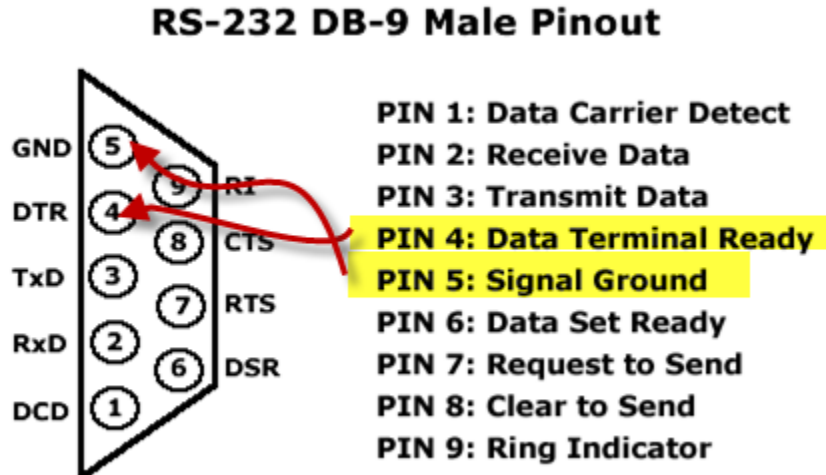 RS-232 DB-9 Male Pinout
GND 5
9 RI
DTR 4
8 CTS
TxD 3
7 RTS
RxD 2
6 DSR
DCD 1
PIN 1: Data Carrier Detect
PIN 2: Receive Data
PIN 3: Transmit Data
PIN 4: Data Terminal Ready
PIN 5: Signal Ground
PIN 6: Data Set Ready
PIN 7: Request to Send
PIN 8: Clear to Send
PIN 9: Ring Indicator